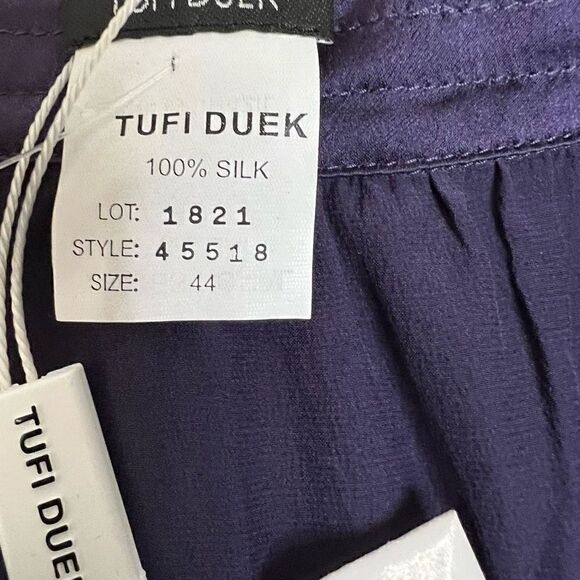 TUFI DUEK
TUFI DUEK
100% SILK
LOT: 1821
STYLE: 45518
SIZE: 44
TUFI DUEK